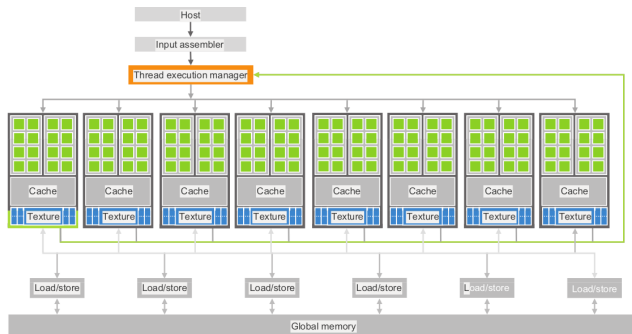 Host
Input assembler
Thread execution manager
Cache Cache Cache Cache Cache Cache Cache Cache
Texture Texture Texture Texture Texture Texture Texture Texture
Load/store Load/store Load/store Load/store Load/store Load/store
Global memory